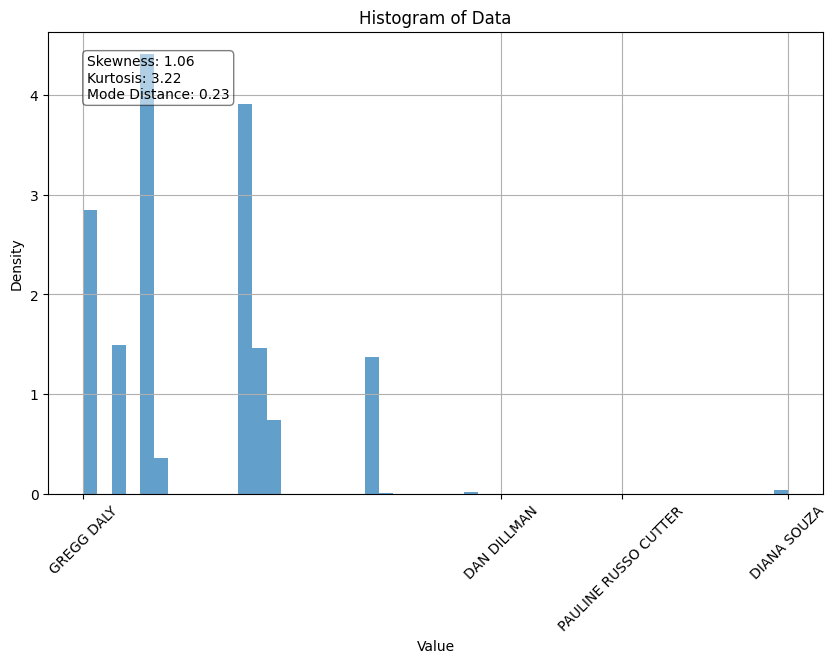 Histogram of Data
Skewness: 1.06
Kurtosis: 3.22
Mode Distance: 0.23
Density
4
3
2
1
0
GREGG DALY
DAN DILLMAN
PAULINE RUSSO CUTTER
DIANA SOUZA
Value